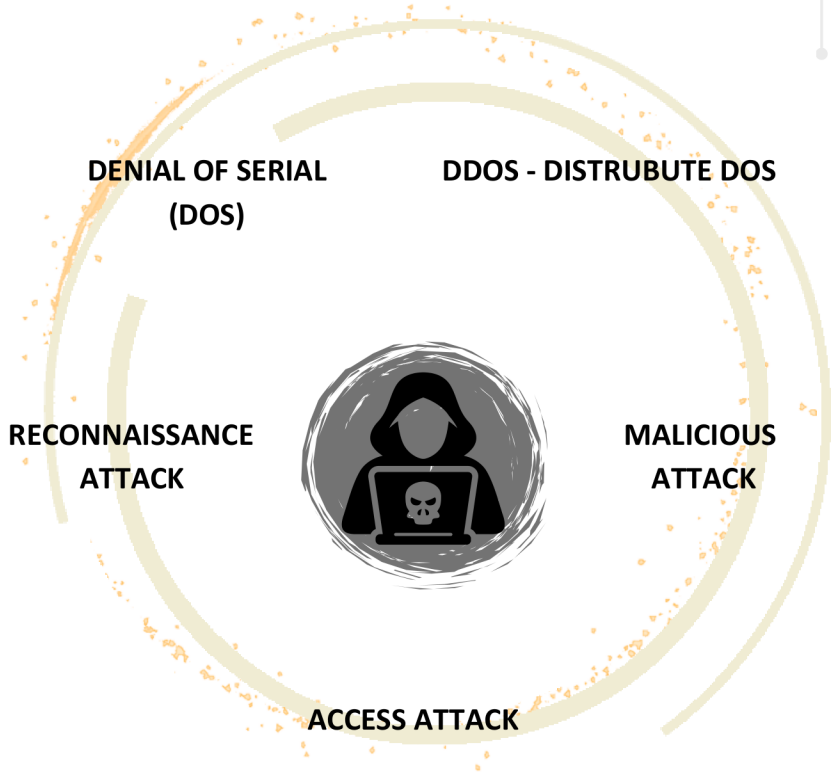 DENIAL OF SERIAL
(DOS)
DDOS - DISTRUBUTE DOS
RECONNAISSANCE
ATTACK
MALICIOUS
ATTACK
ACCESS ATTACK